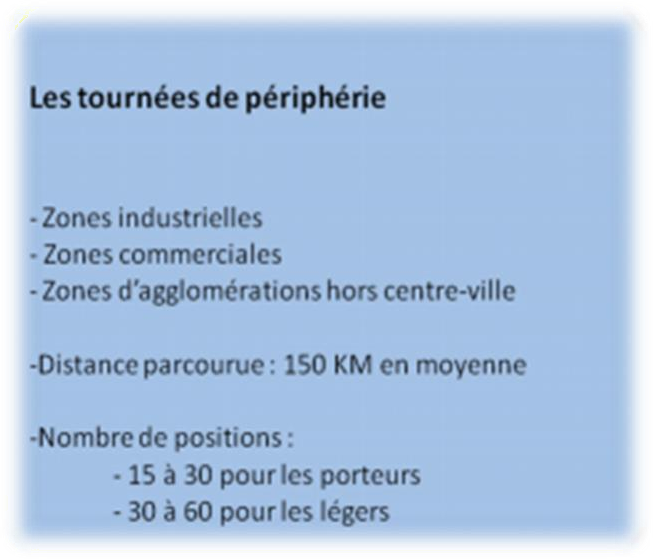 Les tournées de périphérie
- Zones industrielles
- Zones commerciales
- Zones d'agglomérations hors centre-ville
-Distance parcourue : 150 KM en moyenne
-Nombre de positions :
- 15 à 30 pour les porteurs
- 30 à 60 pour les légers